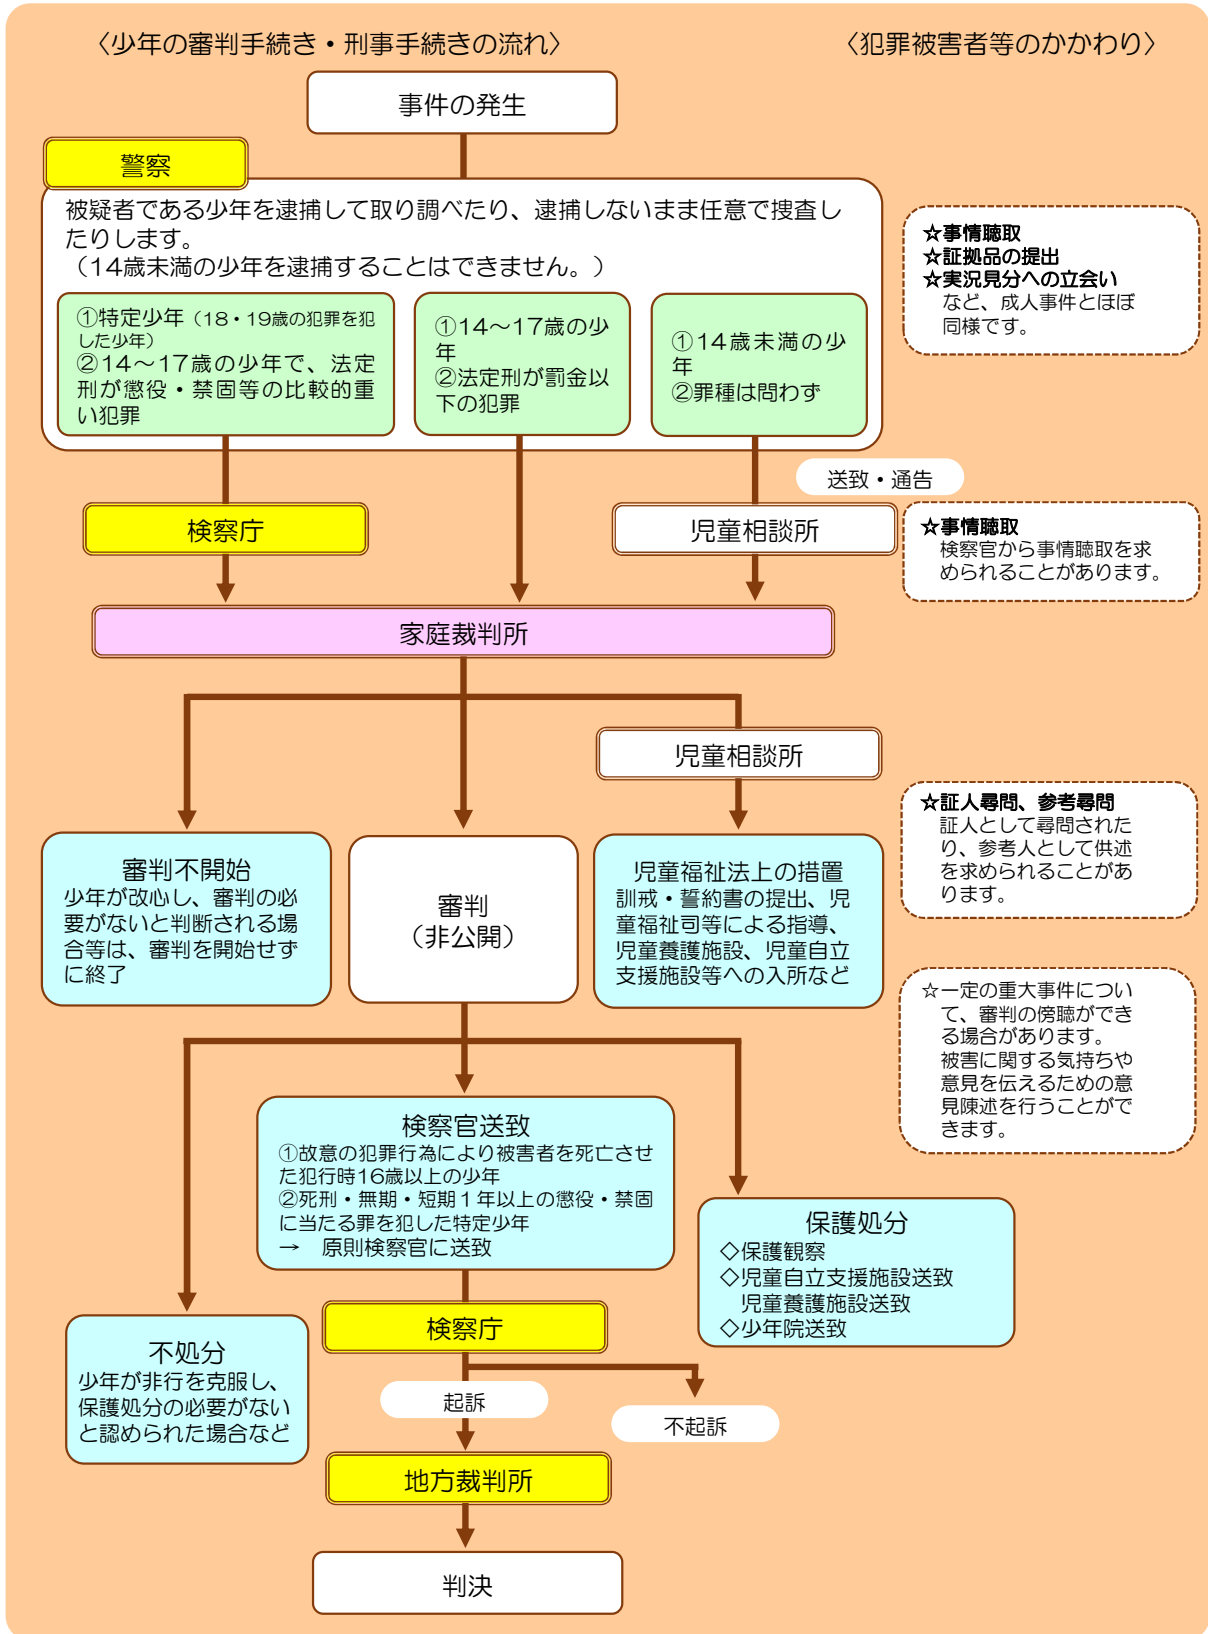 〈少年の審判手続き・刑事手続きの流れ〉
〈犯罪被害者等のかかわり〉
事件の発生
警察
被疑者である少年を逮捕して取り調べたり、逮捕しないまま任意で捜査し
たりします。
（14歳未満の少年を逮捕することはできません。）
①特定少年（18・19歳の犯罪を犯
した少年）
②14～17歳の少年で、法定
刑が懲役・禁固等の比較的重
い犯罪
①14～17歳の少
年
②法定刑が罰金以
下の犯罪
①14歳未満の少
年
②罪種は問わず
☆事情聴取
☆証拠品の提出
☆実況見分への立会い
など、成人事件とほぼ
同様です。
送致・通告
検察庁
児童相談所
☆事情聴取
検察官から事情聴取を求
められることがあります。
家庭裁判所
児童相談所
審判不開始
少年が改心し、審判の必
要がないと判断される場
合等は、審判を開始せず
に終了
審判
（非公開）
児童福祉法上の措置
訓戒・誓約書の提出、児
童福祉司等による指導、
児童養護施設、児童自立
支援施設等への入所など
☆証人尋問、参考尋問
証人として尋問された
り、参考人として供述
を求められることがあ
ります。
☆一定の重大事件につい
て、審判の傍聴ができ
る場合があります。
被害に関する気持ちや
意見を伝えるための意
見陳述を行うことがで
きます。
検察官送致
①故意の犯罪行為により被害者を死亡させ
た犯行時16歳以上の少年
②死刑・無期・短期１年以上の懲役・禁固
に当たる罪を犯した特定少年
→　原則検察官に送致
保護処分
◇保護観察
◇児童自立支援施設送致
児童養護施設送致
◇少年院送致
不処分
少年が非行を克服し、
保護処分の必要がない
と認められた場合など
検察庁
起訴
不起訴
地方裁判所
判決